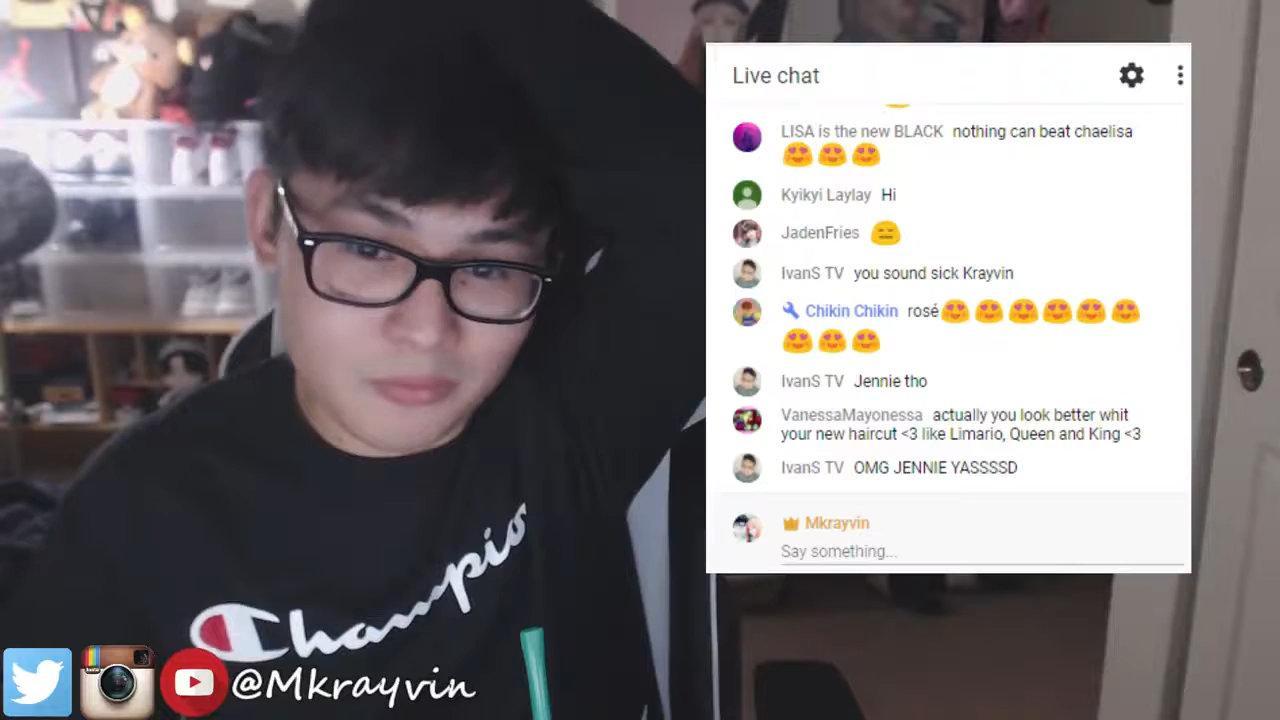 Live chat
LISA is the new BLACK nothing can beat chaelisa
😍😍😍
Kyikyi Laylay Hi
JadenFries 😑
IvanS TV you sound sick Krayvin
Chikin Chikin rosé😍😍😍😍😍😍
😍😍😍
IvanS TV Jennie tho
VanessaMayonessa actually you look better whit
your new haircut <3 like Limario, Queen and King <3
IvanS TV OMG JENNIE YASSSSD
Mkrayvin
Say something...
Champion
@Mkrayvin